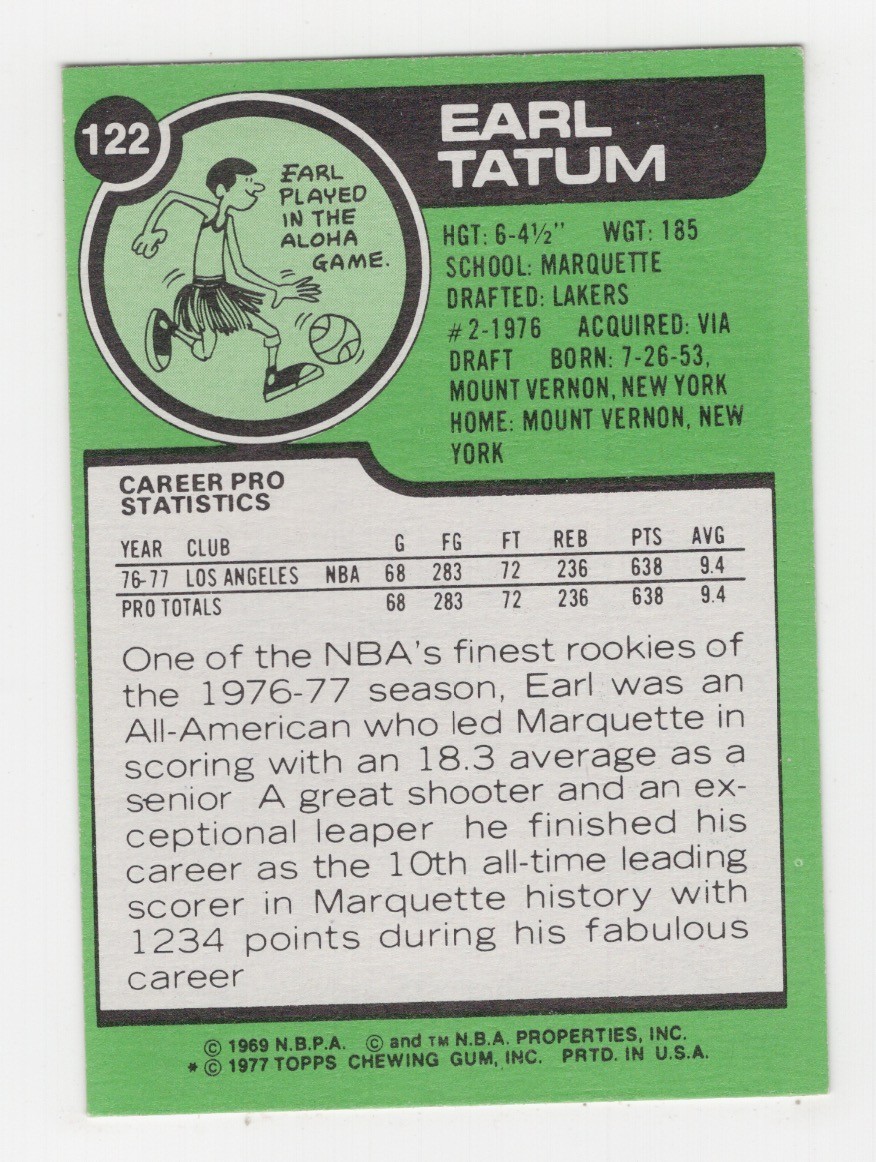 122
EARL
PLAYED
IN THE
ALOHA
GAME.
EARL
TATUM
HGT: 6-4½" WGT: 185
SCHOOL: MARQUETTE
DRAFTED: LAKERS
#2-1976 ACQUIRED: VIA
DRAFT BORN: 7-26-53,
MOUNT VERNON, NEW YORK
HOME: MOUNT VERNON, NEW
YORK
CAREER PRO
STATISTICS
YEAR CLUB G FG FT REB PTS AVG
76-77 LOS ANGELES NBA 68 283 72 236 638 9.4
PRO TOTALS 68 283 72 236 638 9.4
One of the NBA's finest rookies of
the 1976-77 season, Earl was an
All-American who led Marquette in
scoring with an 18.3 average as a
senior A great shooter and an ex-
ceptional leaper he finished his
career as the 10th all-time leading
scorer in Marquette history with
1234 points during his fabulous
career
© 1969 N.B.P.A. © and TM N.B.A. PROPERTIES, INC.
* © 1977 TOPPS CHEWING GUM, INC. PRTD. IN U.S.A.